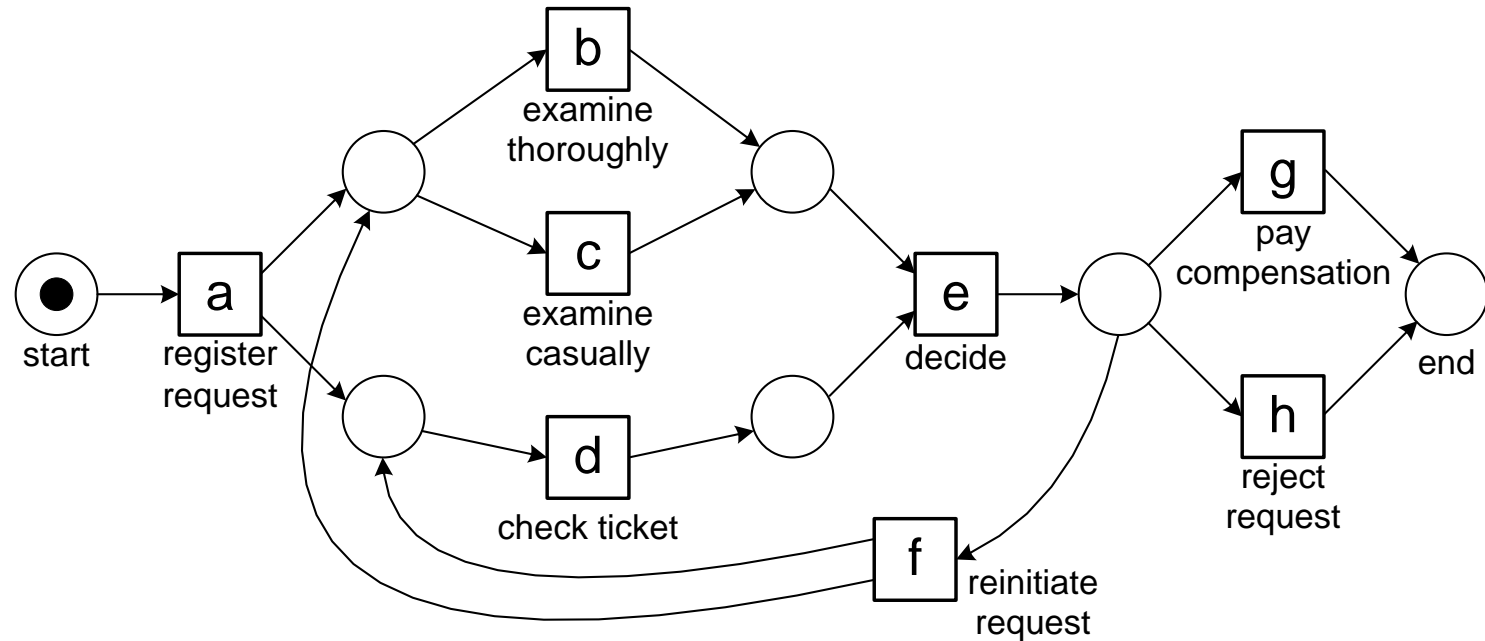 b
examine
thoroughly
c
examine
casually
start
a
register
request
d
check ticket
e
decide
f
reinitiate
request
g
pay
compensation
h
reject
request
end